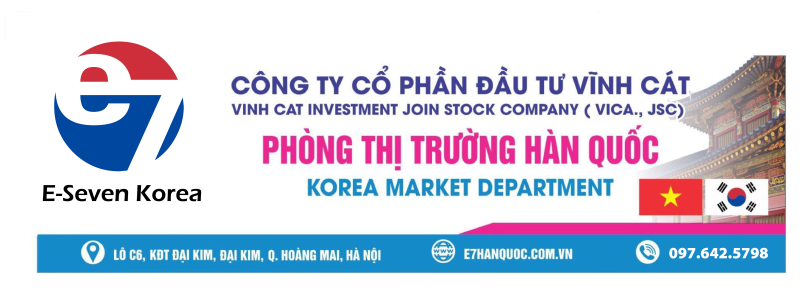 e7
E-Seven Korea
CÔNG TY CỔ PHẦN ĐẦU TƯ VĨNH CÁT
VINH CAT INVESTMENT JOIN STOCK COMPANY ( VICA., JSC)
PHÒNG THỊ TRƯỜNG HÀN QUỐC
KOREA MARKET DEPARTMENT
LÔ C6, KĐT ĐẠI KIM, ĐẠI KIM, Q. HOÀNG MAI, HÀ NỘI
E7HANQUOC.COM.VN
097.642.5798